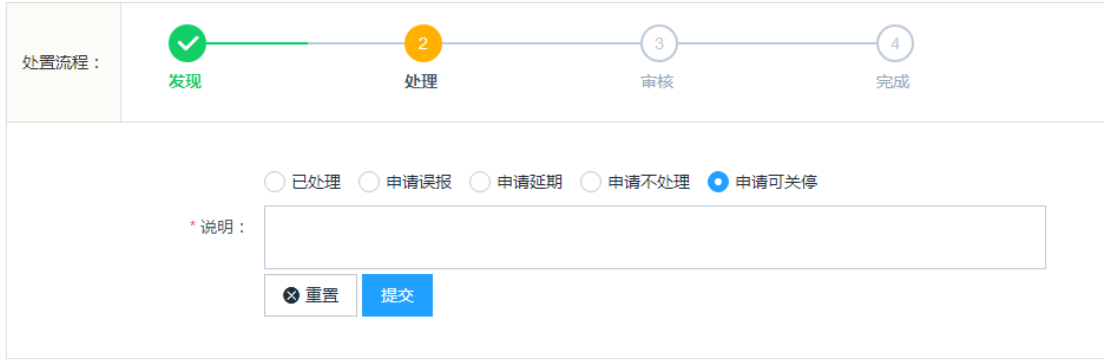 处置流程：
2 3 4
发现 处理 审核 完成
已处理 申请误报 申请延期 申请不处理 申请可关停
* 说明：
重置 提交